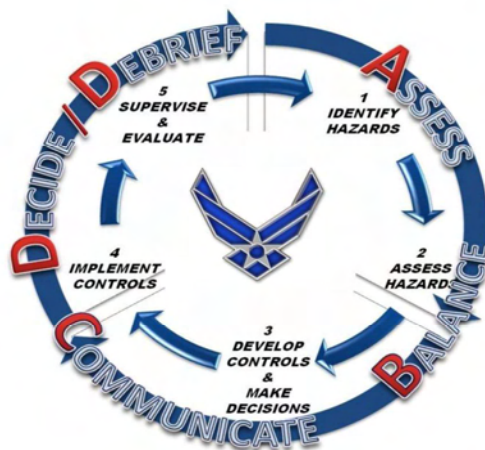 ASSESS
BALANCE
COMMUNICATE
DECIDE / DEBRIEF
1
IDENTIFY
HAZARDS
2
ASSESS
HAZARDS
3
DEVELOP
CONTROLS
&
MAKE
DECISIONS
4
IMPLEMENT
CONTROLS
5
SUPERVISE
&
EVALUATE